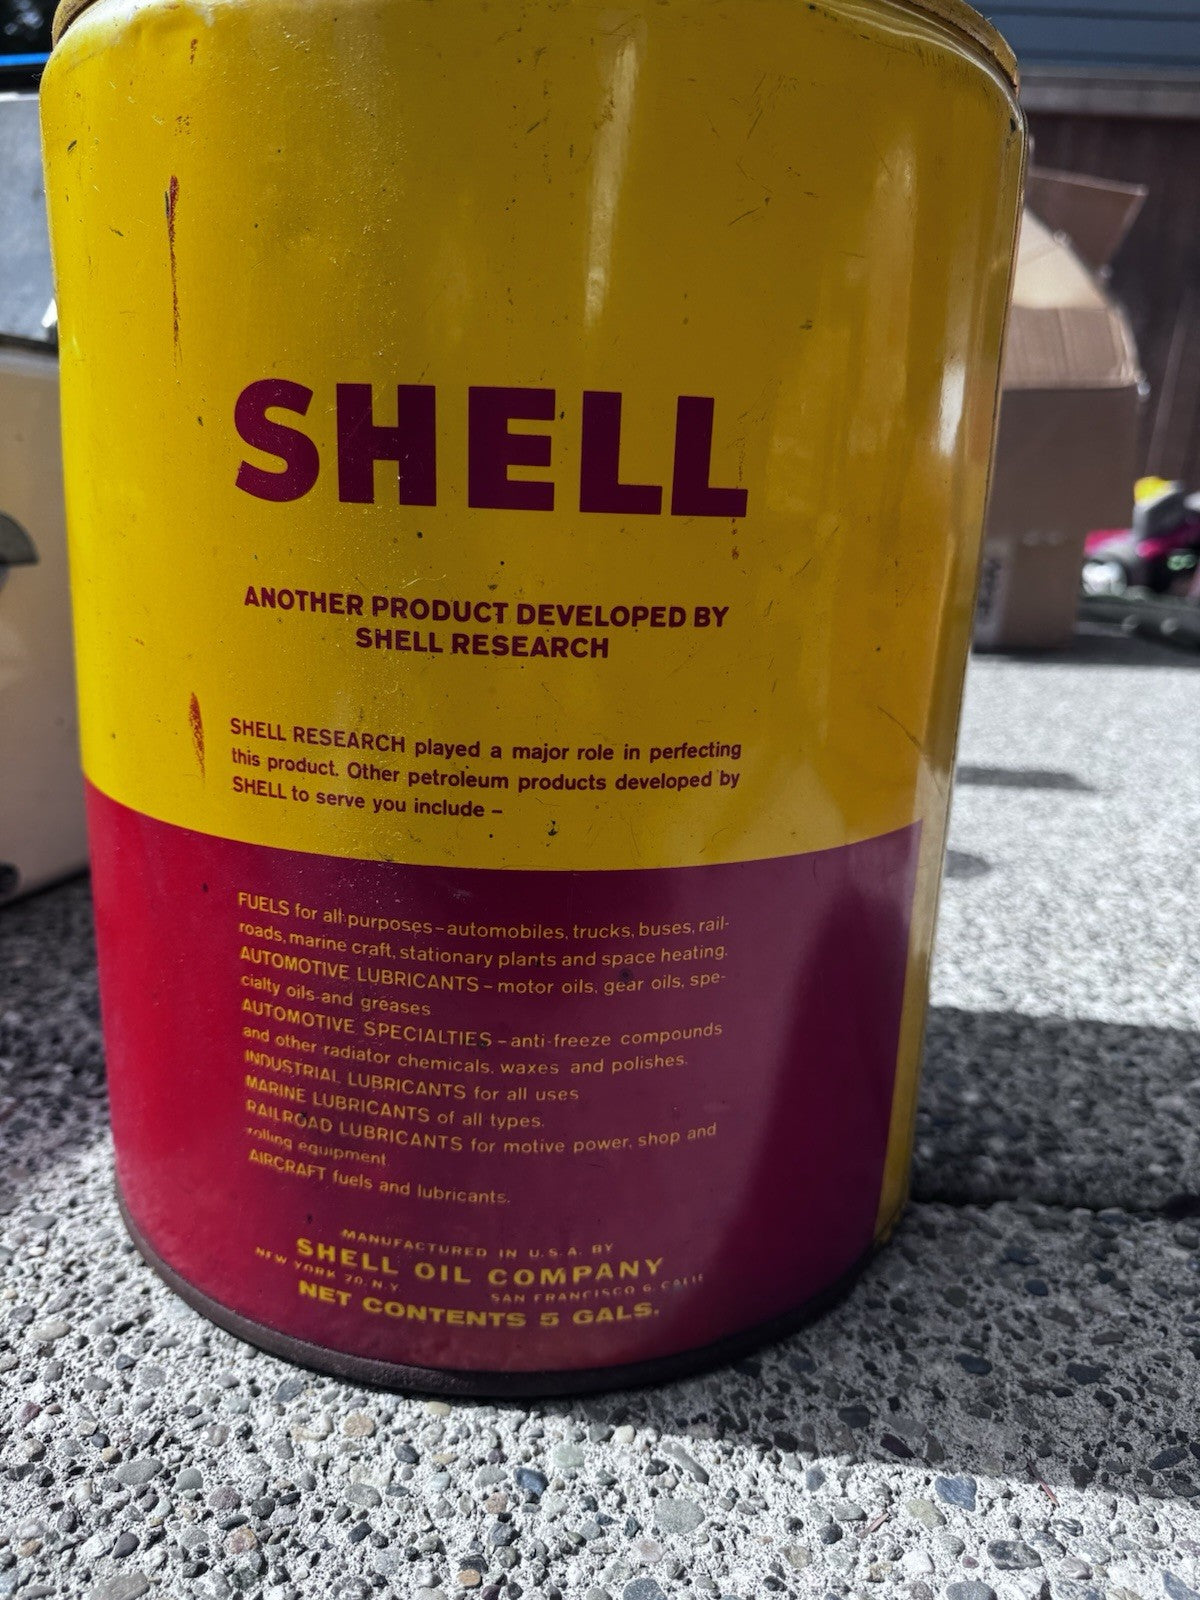 SHELL
ANOTHER PRODUCT DEVELOPED BY
SHELL RESEARCH
SHELL RESEARCH played a major role in perfecting
this product. Other petroleum products developed by
SHELL to serve you include –
FUELS for all purposes – automobiles, trucks, buses, rail-
roads, marine craft, stationary plants and space heating.
AUTOMOTIVE LUBRICANTS – motor oils, gear oils, spe-
cialty oils and greases
AUTOMOTIVE SPECIALTIES – anti-freeze compounds
and other radiator chemicals, waxes and polishes.
INDUSTRIAL LUBRICANTS for all uses
MARINE LUBRICANTS of all types.
RAILROAD LUBRICANTS for motive power, shop and
rolling equipment
AIRCRAFT fuels and lubricants.
MANUFACTURED IN U.S.A. BY
SHELL OIL COMPANY
NEW YORK 20, N.Y. SAN FRANCISCO 6, CALIF
NET CONTENTS 5 GALS.